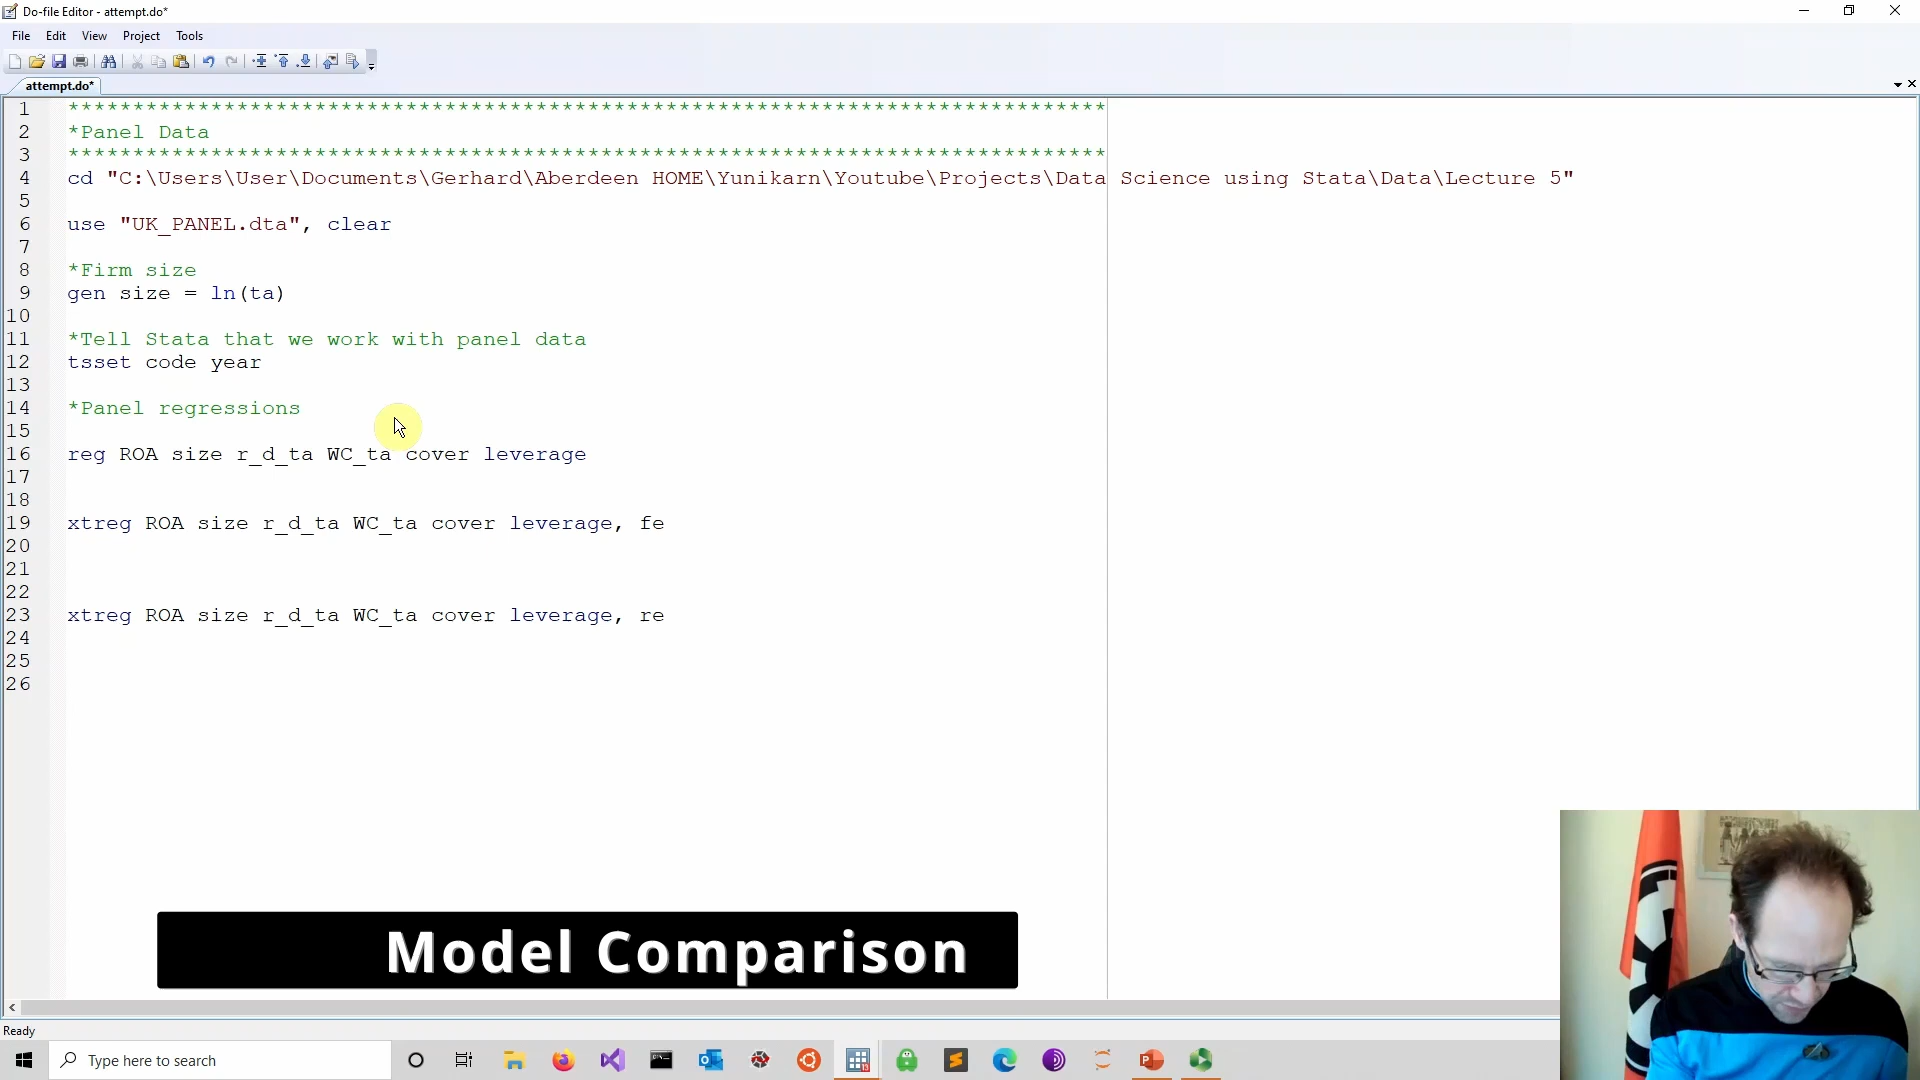 Do-file Editor - attempt.do*
File Edit View Project Tools
attempt.do*
1 ********************************************************************************
2 *Panel Data
3 ********************************************************************************
4 cd "C:\Users\User\Documents\Gerhard\Aberdeen HOME\Yunikarn\Youtube\Projects\Data Science using Stata\Data\Lecture 5"
5
6 use "UK_PANEL.dta", clear
7
8 *Firm size
9 gen size = ln(ta)
10
11 *Tell Stata that we work with panel data
12 tsset code year
13
14 *Panel regressions
15
16 reg ROA size r_d_ta WC_ta cover leverage
17
18
19 xtreg ROA size r_d_ta WC_ta cover leverage, fe
20
21
22
23 xtreg ROA size r_d_ta WC_ta cover leverage, re
24
25
26
Model Comparison
Ready
Type here to search